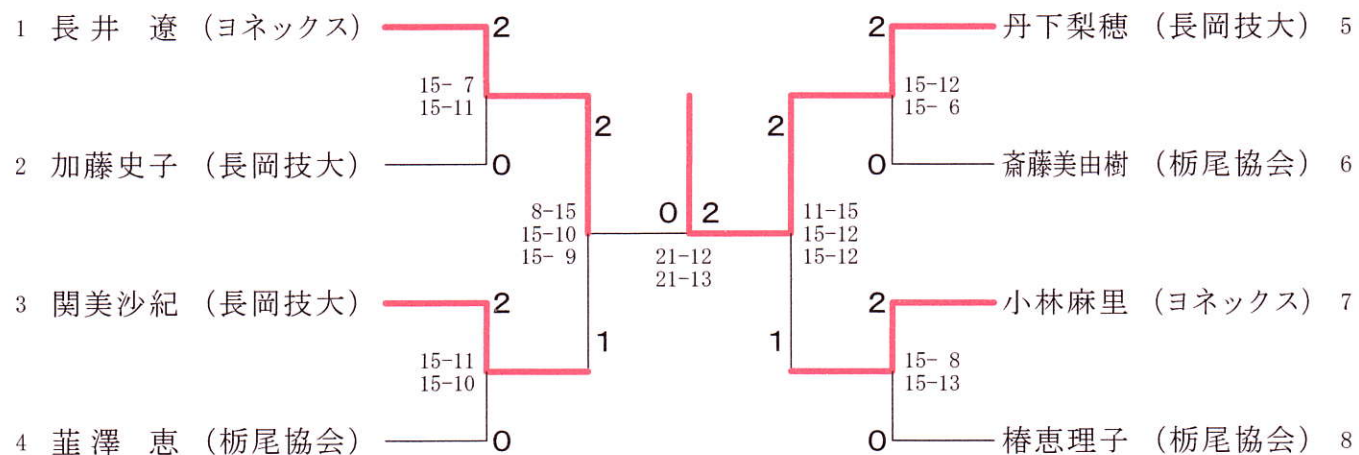 1 長井 遼 (ヨネックス) 2
2 丹下梨穂 (長岡技大) 5
15- 7
15-11
15-12
15- 6
2
2
2 加藤史子 (長岡技大) 0
0 斎藤美由樹 (栃尾協会) 6
8-15
15-10
15- 9
0 2
11-15
15-12
15-12
21-12
21-13
3 関美沙紀 (長岡技大) 2
2 小林麻里 (ヨネックス) 7
1
1
15-11
15-10
15- 8
15-13
4 韮澤 恵 (栃尾協会) 0
0 椿恵理子 (栃尾協会) 8